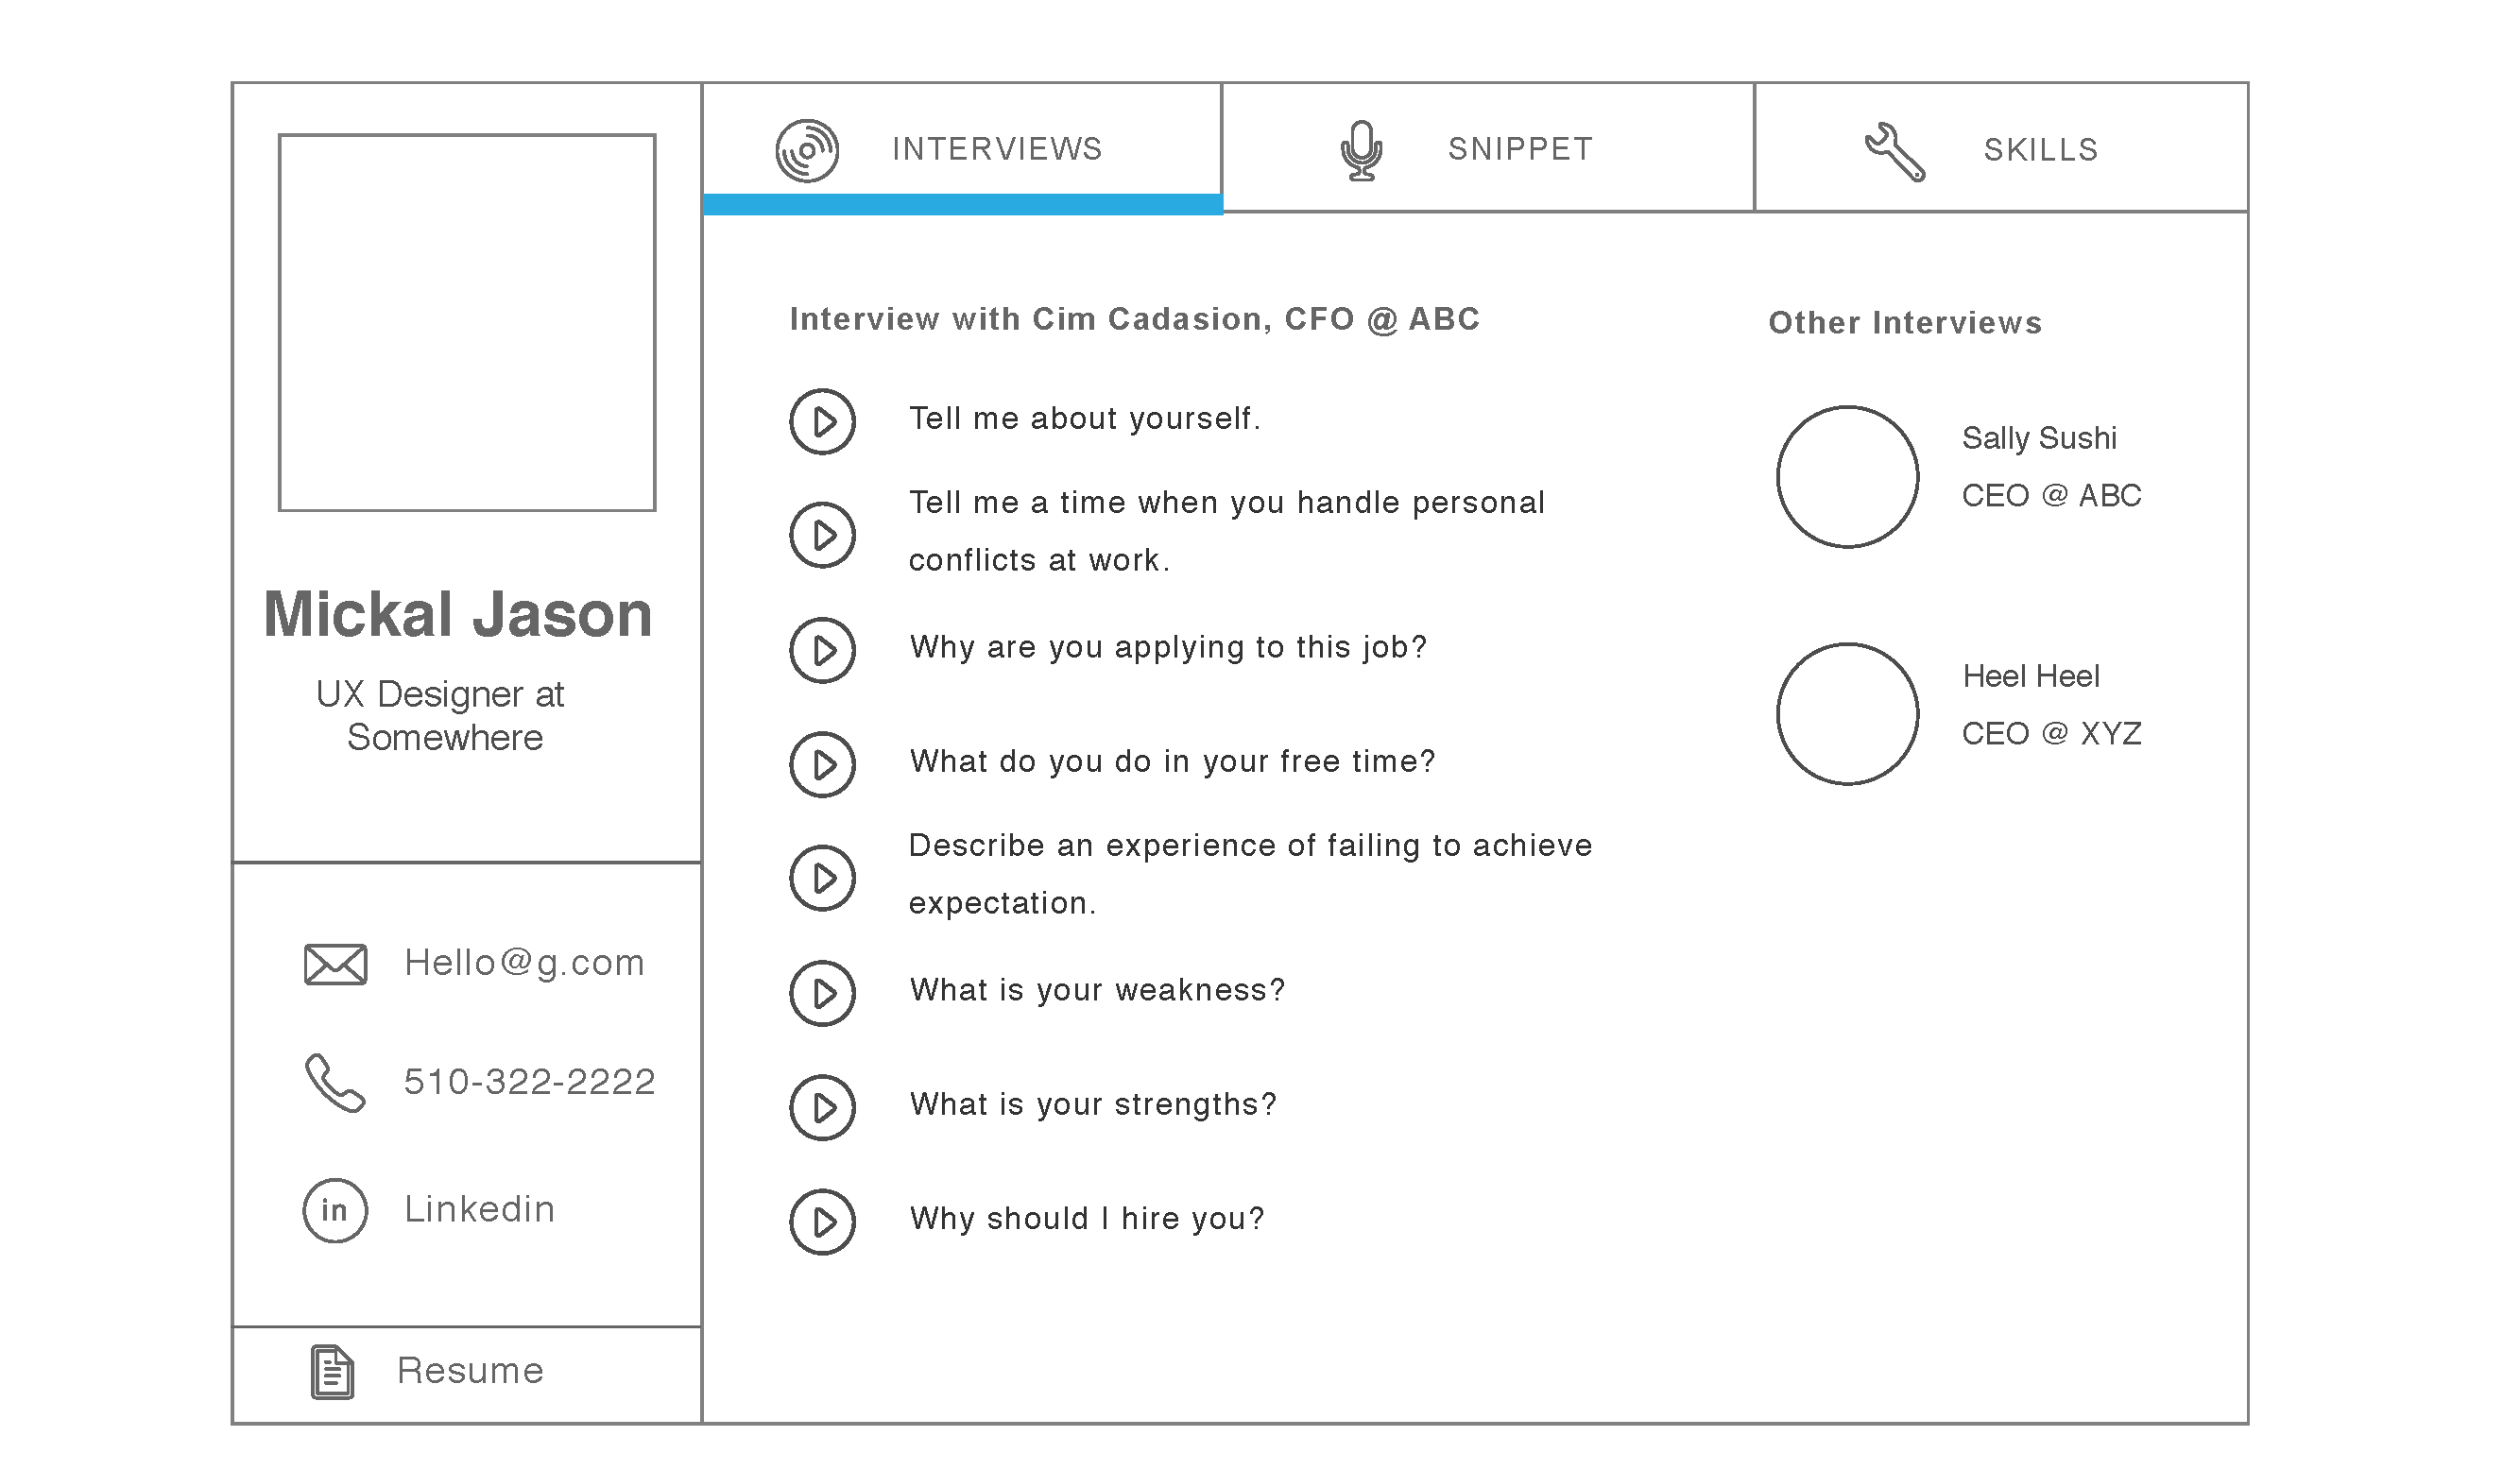 Mickal Jason
UX Designer at
Somewhere
Hello@g.com
510-322-2222
in
Linkedin
Resume
INTERVIEWS
SNIPPET
SKILLS
Interview with Cim Cadasion, CFO @ ABC
Tell me about yourself.
Tell me a time when you handle personal
conflicts at work.
Why are you applying to this job?
What do you do in your free time?
Describe an experience of failing to achieve
expectation.
What is your weakness?
What is your strengths?
Why should I hire you?
Other Interviews
Sally Sushi
CEO @ ABC
Heel Heel
CEO @ XYZ